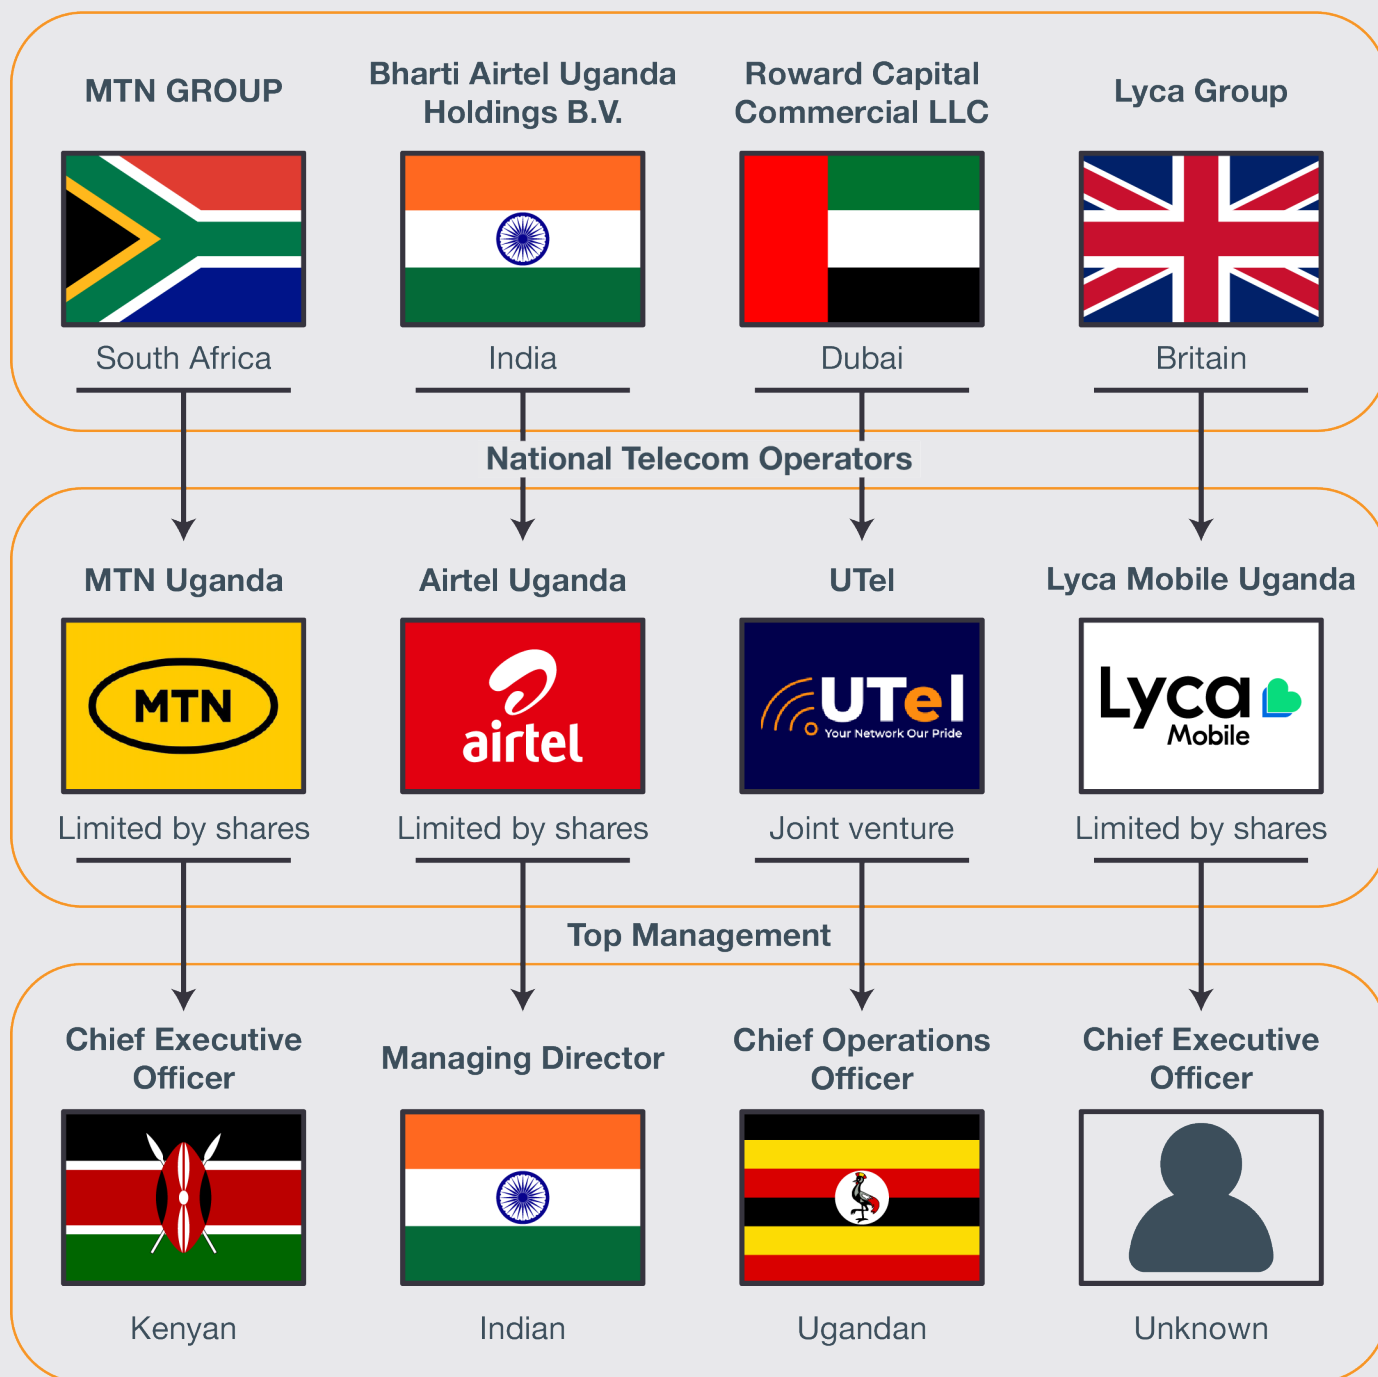 MTN GROUP
Bharti Airtel Uganda
Holdings B.V.
Roward Capital
Commercial LLC
Lyca Group
South Africa
India
Dubai
Britain
National Telecom Operators
MTN Uganda
Airtel Uganda
UTel
Lyca Mobile Uganda
MTN
airtel
UTel
Your Network Our Pride
Lyca
Mobile
Limited by shares
Limited by shares
Joint venture
Limited by shares
Top Management
Chief Executive
Officer
Managing Director
Chief Operations
Officer
Chief Executive
Officer
Kenyan
Indian
Ugandan
Unknown